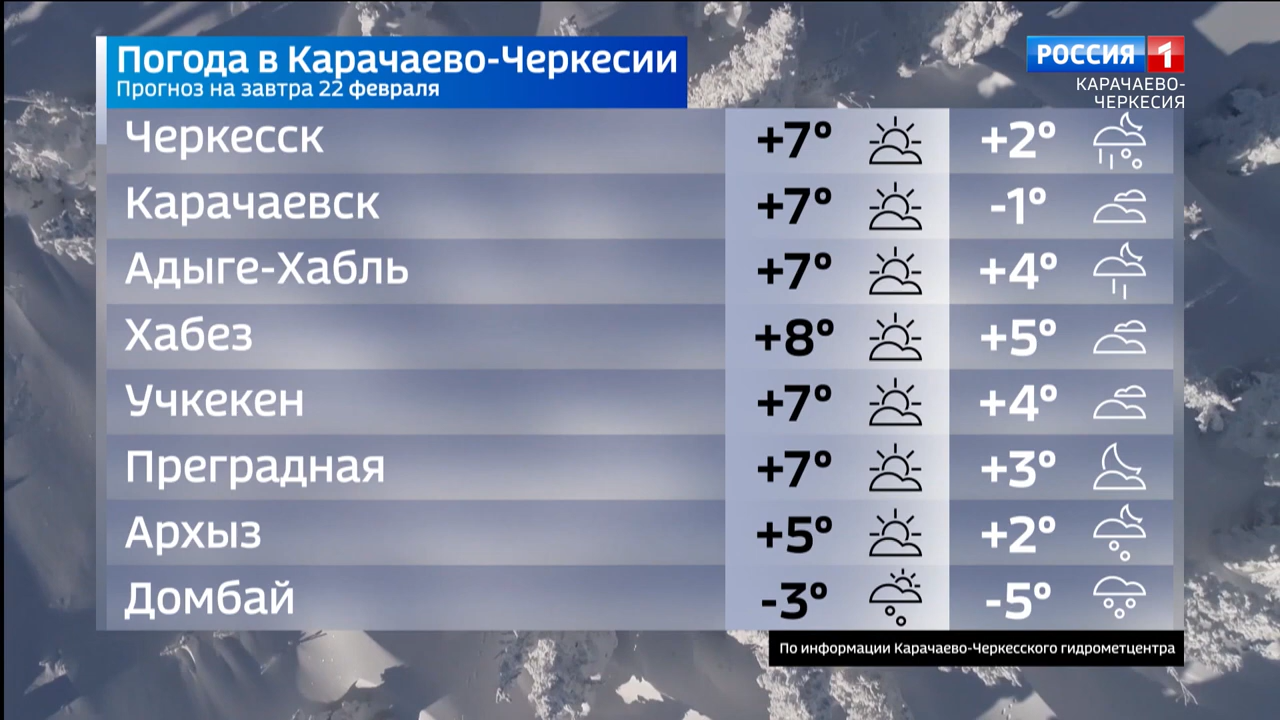 Погода в Карачаево-Черкесии
Прогноз на завтра 22 февраля
РОССИЯ 1
КАРАЧАЕВО-
ЧЕРКЕСИЯ
Черкесск +7° +2°
Карачаевск +7° -1°
Адыге-Хабль +7° +4°
Хабез +8° +5°
Учкекен +7° +4°
Преградная +7° +3°
Архыз +5° +2°
Домбай -3° -5°
По информации Карачаево-Черкесского гидрометцентра